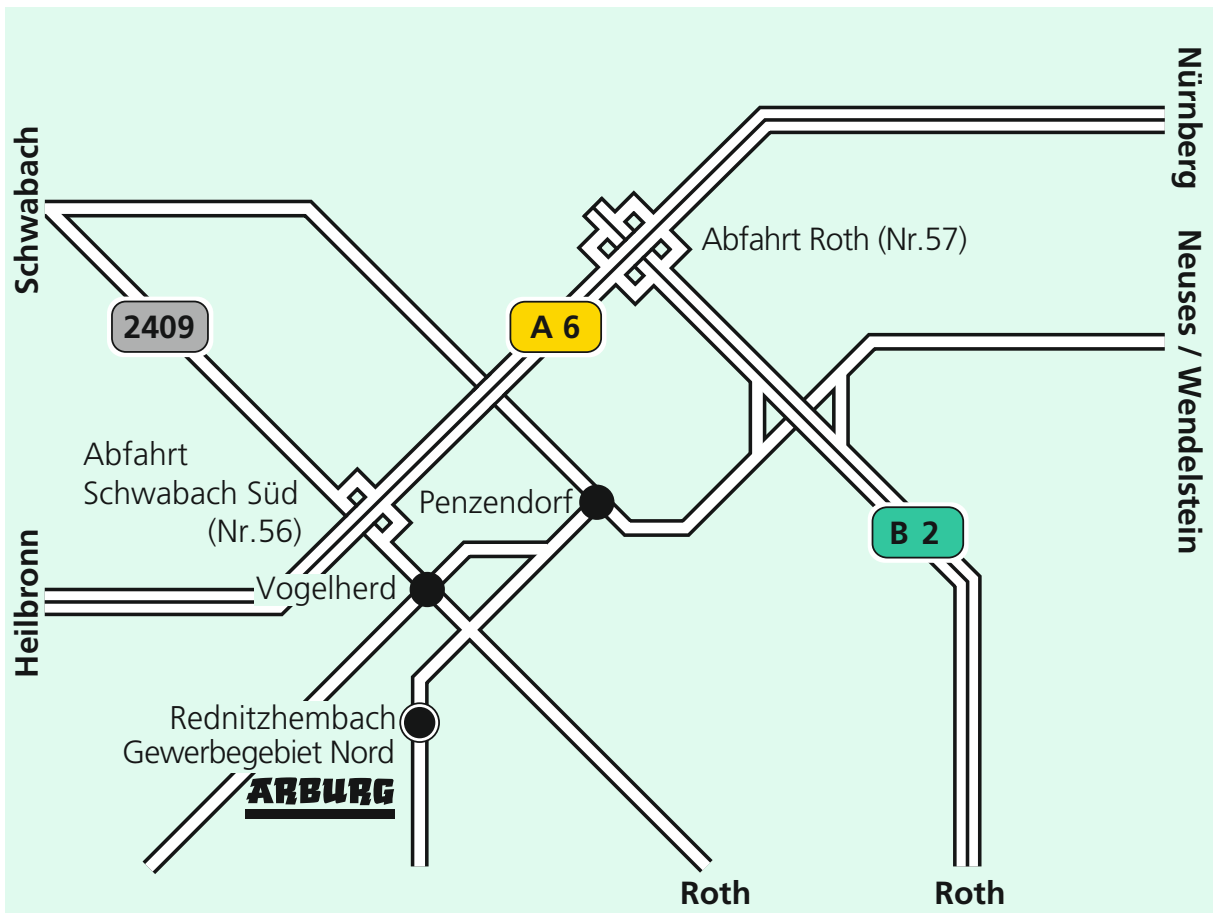 Nürnberg
Schwabach
Abfahrt Roth (Nr.57)
Neuses / Wendelstein
2409
A 6
Abfahrt
Schwabach Süd
(Nr.56)
Penzendorf
B 2
Heilbronn
Vogelherd
Rednitzhembach
Gewerbegebiet Nord
ARBURG
Roth
Roth